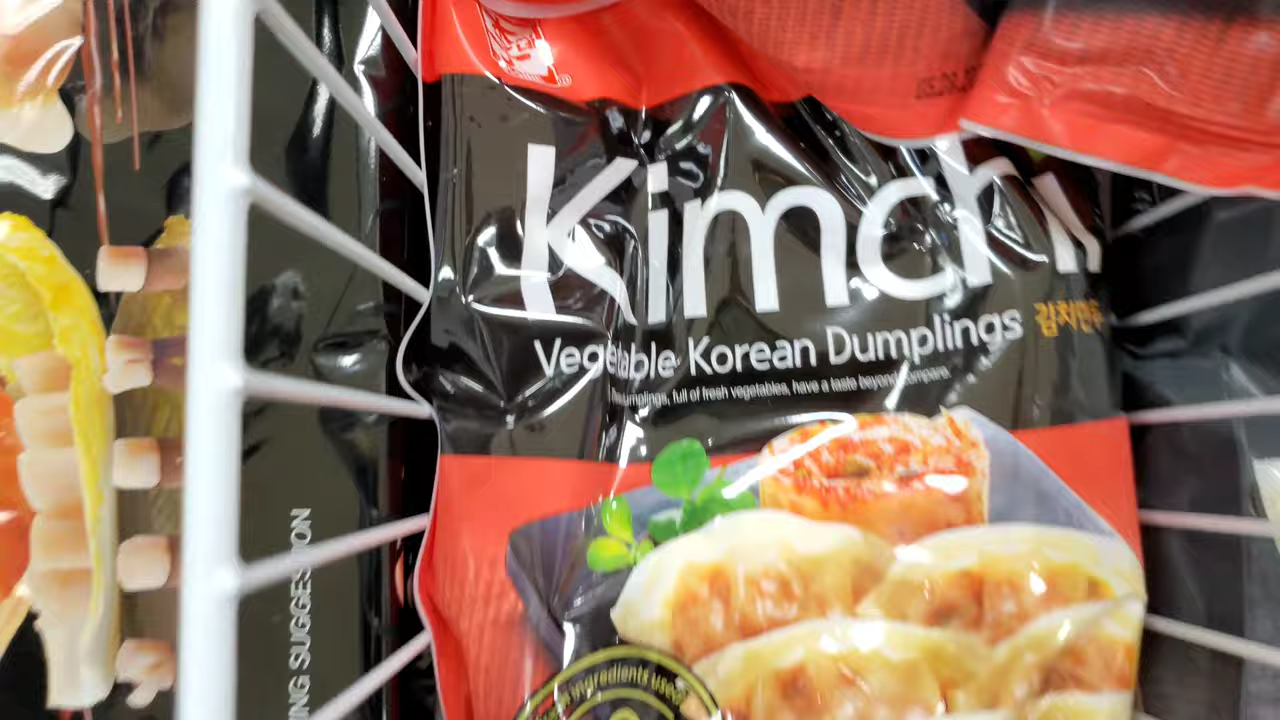 Kimchi
Vegetable Korean Dumplings 김치만두
dumplings, full of fresh vegetables, have a taste beyond compare.
ingredients used
ING SUGGESTION